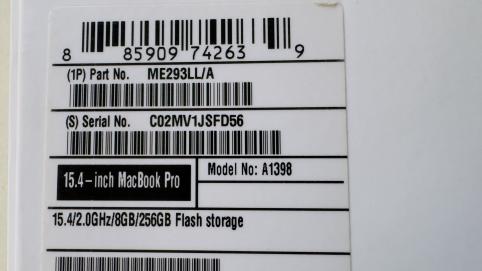 8 85909 74263 9
(1P) Part No. ME293LL/A
(S) Serial No. C02MV1JSFD56
15.4-inch MacBook Pro Model No: A1398
15.4/2.0GHz/8GB/256GB Flash storage